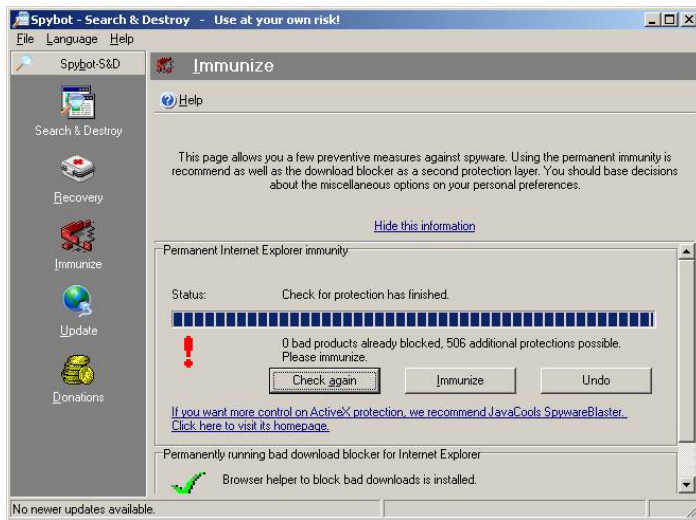 Spybot - Search & Destroy - Use at your own risk!
File Language Help
Spybot-S&D
Immunize
Help
Search & Destroy
Recovery
Immunize
Update
Donations
This page allows you a few preventive measures against spyware. Using the permanent immunity is
recommend as well as the download blocker as a second protection layer. You should base decisions
about the miscellaneous options on your personal preferences.
Hide this information
Permanent Internet Explorer immunity
Status: Check for protection has finished.
0 bad products already blocked, 506 additional protections possible.
Please immunize.
Check again Immunize Undo
If you want more control on ActiveX protection, we recommend JavaCools SpywareBlaster.
Click here to visit its homepage.
Permanently running bad download blocker for Internet Explorer
Browser helper to block bad downloads is installed.
No newer updates available.